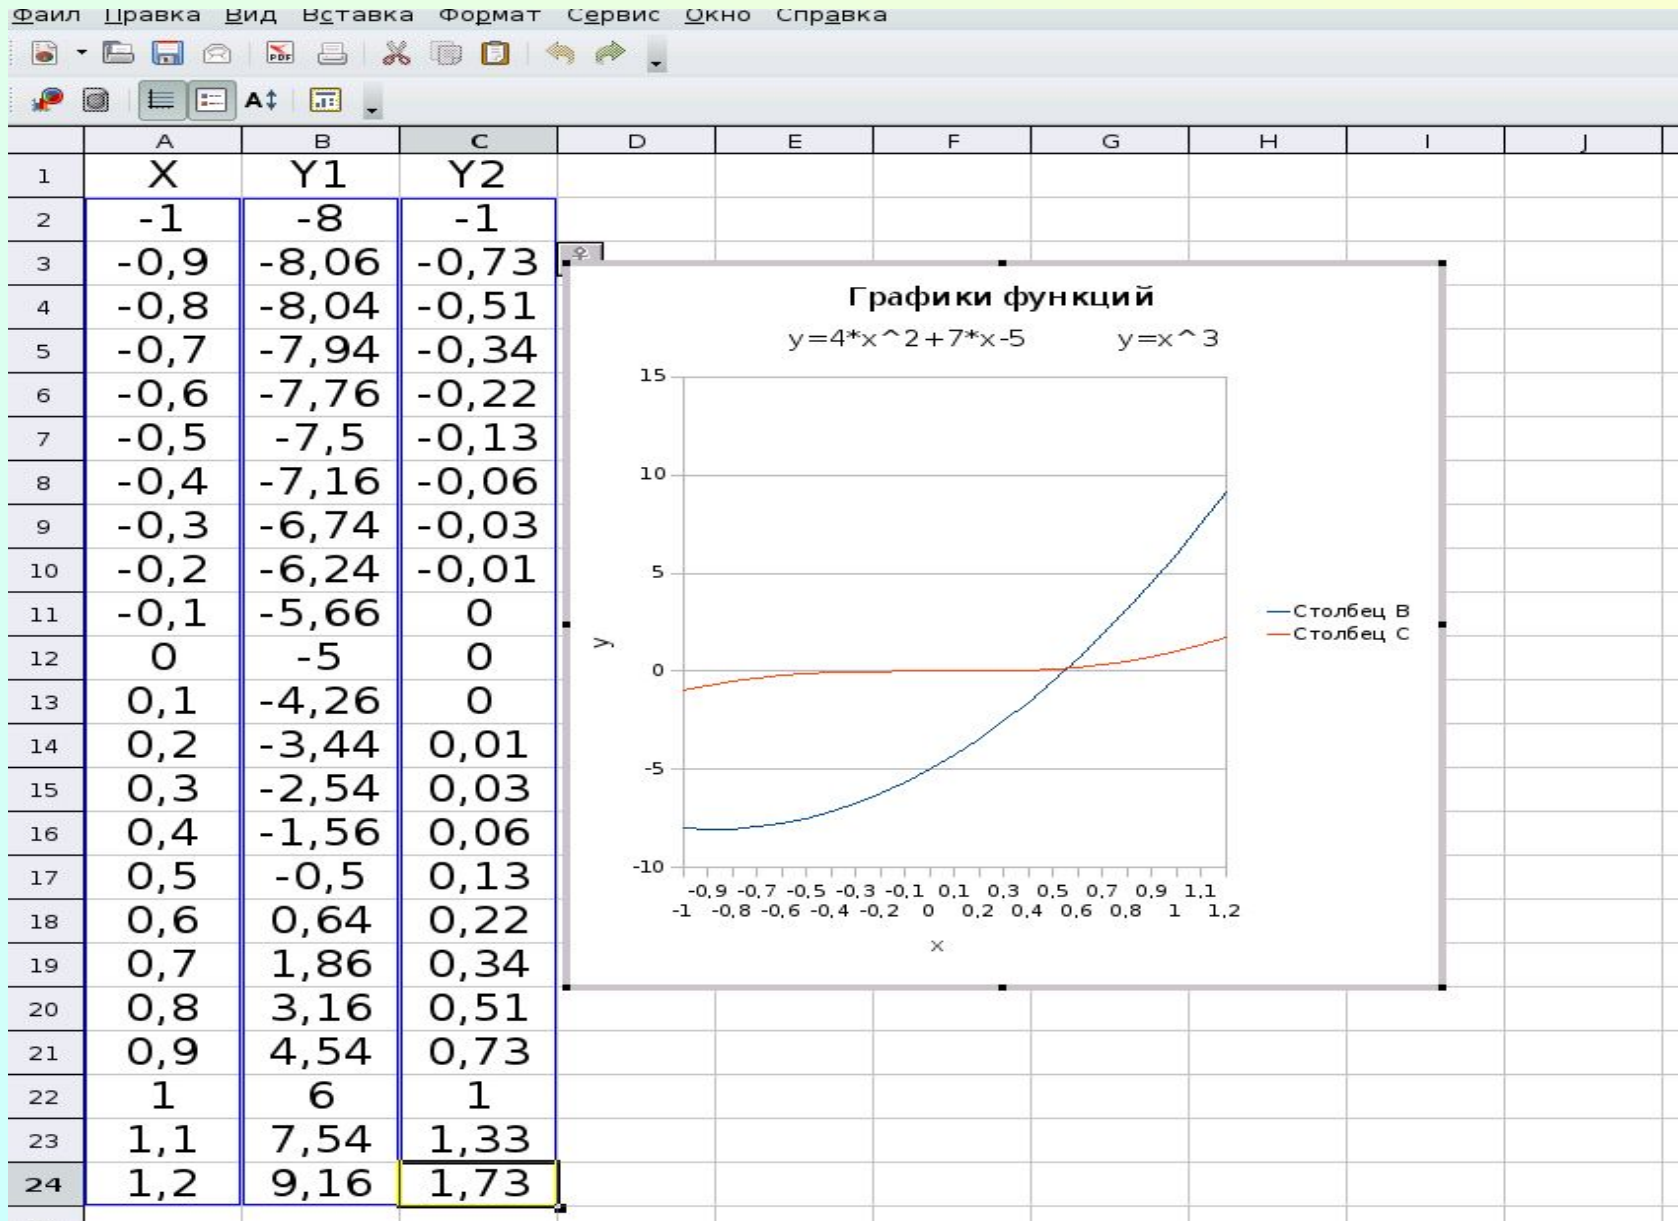 Файл Правка Вид Вставка Формат Сервис Окно Справка
PDF
A
A B C D E F G H I J
1 X Y1 Y2
2 -1 -8 -1
3 -0,9 -8,06 -0,73
4 -0,8 -8,04 -0,51
5 -0,7 -7,94 -0,34
6 -0,6 -7,76 -0,22
7 -0,5 -7,5 -0,13
8 -0,4 -7,16 -0,06
9 -0,3 -6,74 -0,03
10 -0,2 -6,24 -0,01
11 -0,1 -5,66 0
12 0 -5 0
13 0,1 -4,26 0
14 0,2 -3,44 0,01
15 0,3 -2,54 0,03
16 0,4 -1,56 0,06
17 0,5 -0,5 0,13
18 0,6 0,64 0,22
19 0,7 1,86 0,34
20 0,8 3,16 0,51
21 0,9 4,54 0,73
22 1 6 1
23 1,1 7,54 1,33
24 1,2 9,16 1,73
Графики функций
y=4*x^2+7*x-5 y=x^3
15
10
5
0
-5
-10
y
Столбец B
Столбец C
-0,9 -0,7 -0,5 -0,3 -0,1 0,1 0,3 0,5 0,7 0,9 1,1
-1 -0,8 -0,6 -0,4 -0,2 0 0,2 0,4 0,6 0,8 1 1,2
x